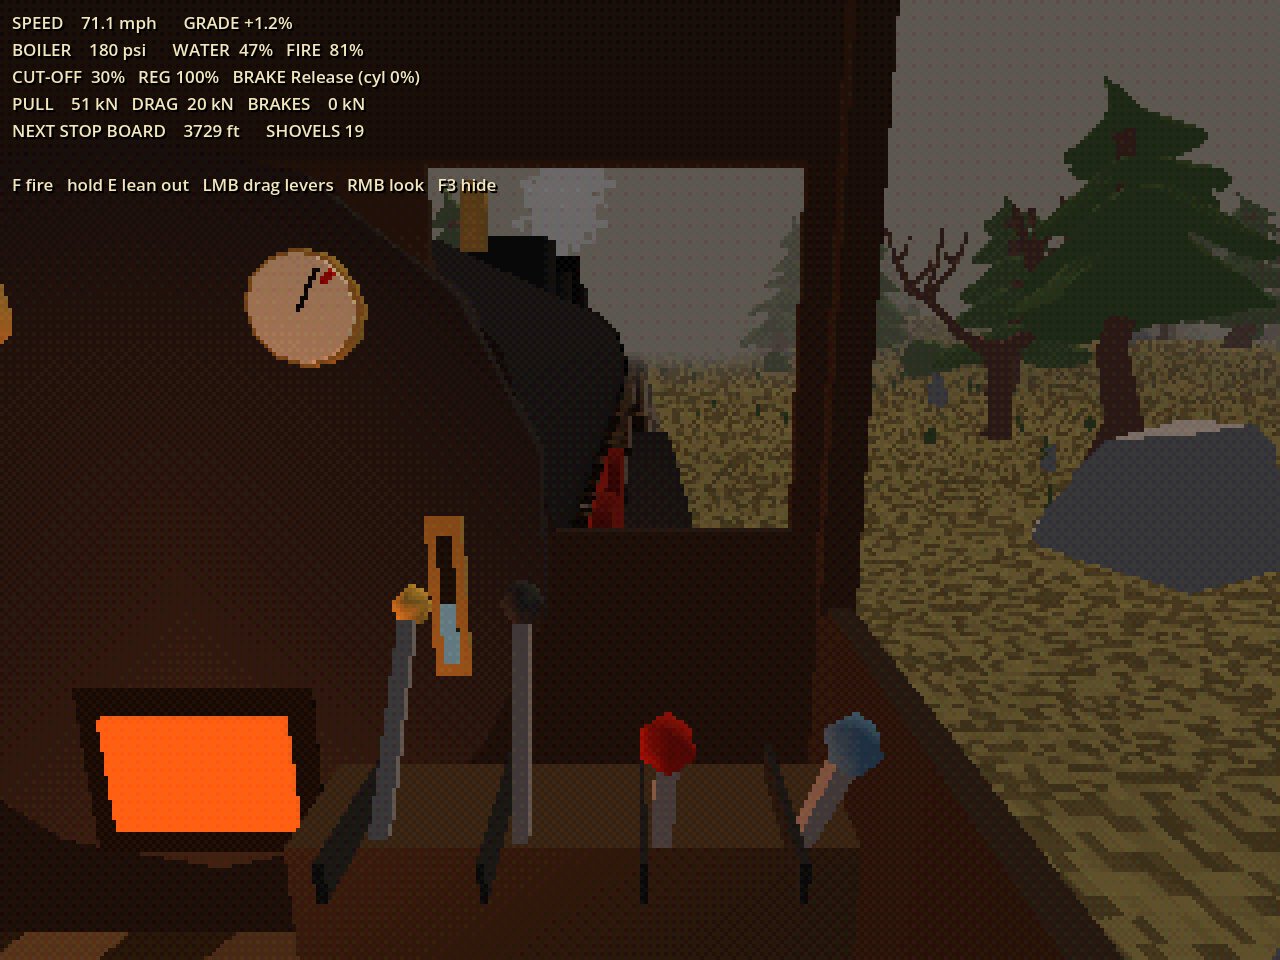 SPEED 71.1 mph GRADE +1.2%
BOILER 180 psi WATER 47% FIRE 81%
CUT-OFF 30% REG 100% BRAKE Release (cyl 0%)
PULL 51 kN DRAG 20 kN BRAKES 0 kN
NEXT STOP BOARD 3729 ft SHOVELS 19
F fire hold E lean out LMB drag levers RMB look F3 hide